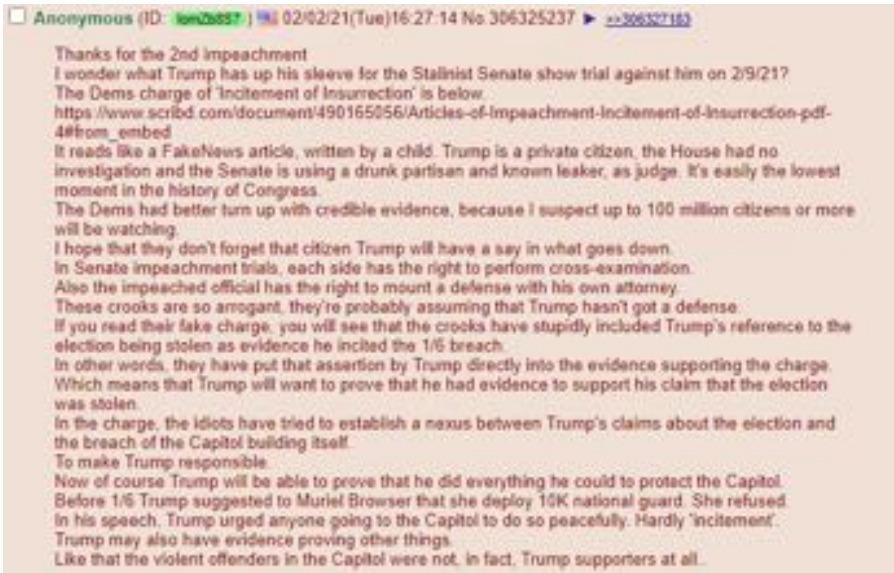 Anonymous (ID: IomZb8S7) 02/02/21(Tue)16:27:14 No.306325237 ▶ >>306327183
Thanks for the 2nd impeachment
I wonder what Trump has up his sleeve for the Stalinist Senate show trial against him on 2/9/21?
The Dems charge of 'Incitement of Insurrection' is below.
https://www.scribd.com/document/490165056/Articles-of-Impeachment-Incitement-of-Insurrection-pdf-
4#from_embed
It reads like a FakeNews article, written by a child. Trump is a private citizen, the House had no
investigation and the Senate is using a drunk partisan and known leaker, as judge. It's easily the lowest
moment in the history of Congress.
The Dems had better turn up with credible evidence, because I suspect up to 100 million citizens or more
will be watching.
I hope that they don't forget that citizen Trump will have a say in what goes down.
In Senate impeachment trials, each side has the right to perform cross-examination.
Also the impeached official has the right to mount a defense with his own attorney.
These crooks are so arrogant, they're probably assuming that Trump hasn't got a defense.
If you read their fake charge, you will see that the crooks have stupidly included Trump's reference to the
election being stolen as evidence he incited the 1/6 breach.
In other words, they have put that assertion by Trump directly into the evidence supporting the charge.
Which means that Trump will want to prove that he had evidence to support his claim that the election
was stolen.
In the charge, the idiots have tried to establish a nexus between Trump's claims about the election and
the breach of the Capitol building itself.
To make Trump responsible.
Now of course Trump will be able to prove that he did everything he could to protect the Capitol.
Before 1/6 Trump suggested to Muriel Browser that she deploy 10K national guard. She refused.
In his speech, Trump urged anyone going to the Capitol to do so peacefully. Hardly 'incitement'.
Trump may also have evidence proving other things.
Like that the violent offenders in the Capitol were not, in fact, Trump supporters at all..